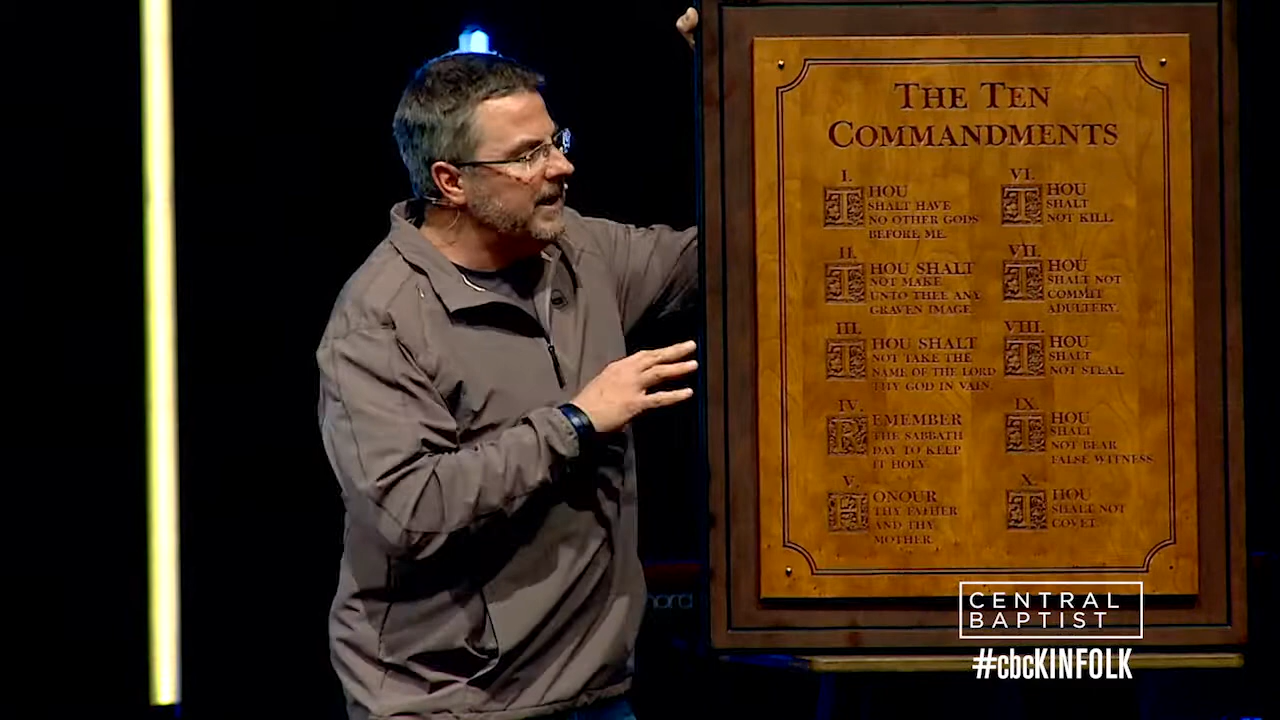 THE TEN
COMMANDMENTS
I.
THOU
SHALT HAVE
NO OTHER GODS
BEFORE ME.
II.
THOU SHALT
NOT MAKE
UNTO THEE ANY
GRAVEN IMAGE.
III.
THOU SHALT
NOT TAKE THE
NAME OF THE LORD
THY GOD IN VAIN.
IV.
REMEMBER
THE SABBATH
DAY TO KEEP
IT HOLY.
V.
HONOUR
THY FATHER
AND THY
MOTHER.
VI.
THOU
SHALT
NOT KILL.
VII.
THOU
SHALT NOT
COMMIT
ADULTERY.
VIII.
THOU
SHALT
NOT STEAL.
IX.
THOU
SHALT
NOT BEAR
FALSE WITNESS.
X.
THOU
SHALT NOT
COVET.
CENTRAL
BAPTIST
#cbcKINFOLK